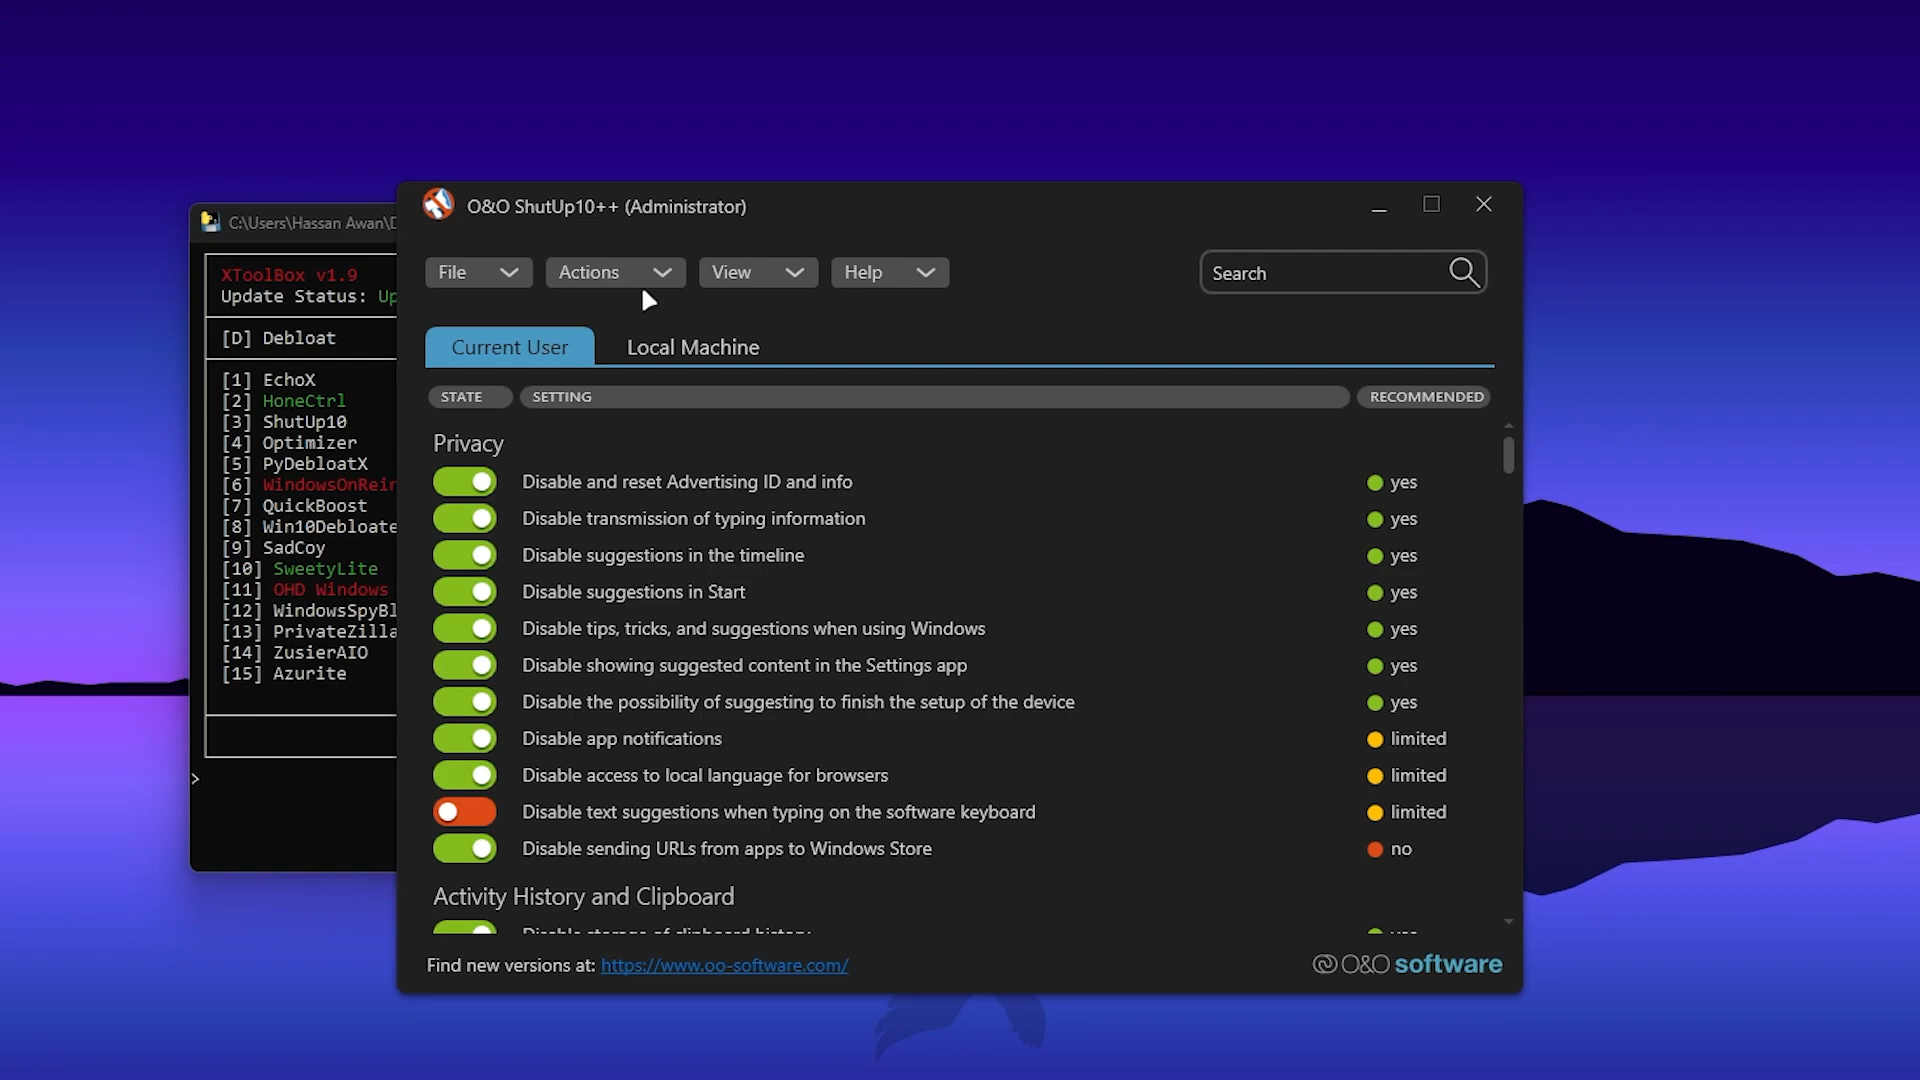 C:\Users\Hassan Awan\D
XToolBox v1.9
Update Status: Up
[D] Debloat
[1] EchoX
[2] HoneCtrl
[3] ShutUp10
[4] Optimizer
[5] PyDebloatX
[6] WindowsOnRein
[7] QuickBoost
[8] Win10Debloate
[9] SadCoy
[10] SweetyLite
[11] OHD Windows
[12] WindowsSpyBl
[13] PrivateZilla
[14] ZusierAIO
[15] Azurite
>
O&O ShutUp10++ (Administrator)
File Actions View Help Search
Current User Local Machine
STATE SETTING RECOMMENDED
Privacy
Disable and reset Advertising ID and info yes
Disable transmission of typing information yes
Disable suggestions in the timeline yes
Disable suggestions in Start yes
Disable tips, tricks, and suggestions when using Windows yes
Disable showing suggested content in the Settings app yes
Disable the possibility of suggesting to finish the setup of the device yes
Disable app notifications limited
Disable access to local language for browsers limited
Disable text suggestions when typing on the software keyboard limited
Disable sending URLs from apps to Windows Store no
Activity History and Clipboard
Disable storage of clipboard history yes
Find new versions at: https://www.oo-software.com/
O&O software